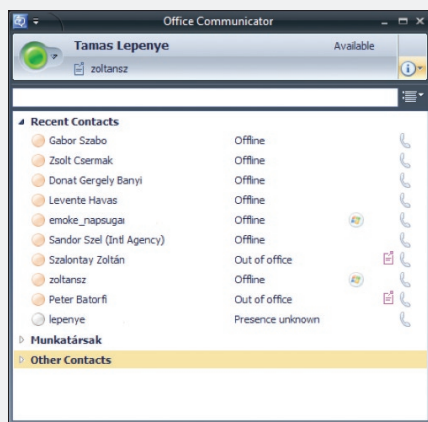 Office Communicator
Tamas Lepenye Available
zoltansz
Recent Contacts
Gabor Szabo Offline
Zsolt Csermak Offline
Donat Gergely Banyi Offline
Levente Havas Offline
emoke_napsugar Offline
Sandor Szel (Intl Agency) Offline
Szalontay Zoltán Out of office
zoltansz Offline
Peter Batorfi Out of office
lepenye Presence unknown
Munkatársak
Other Contacts